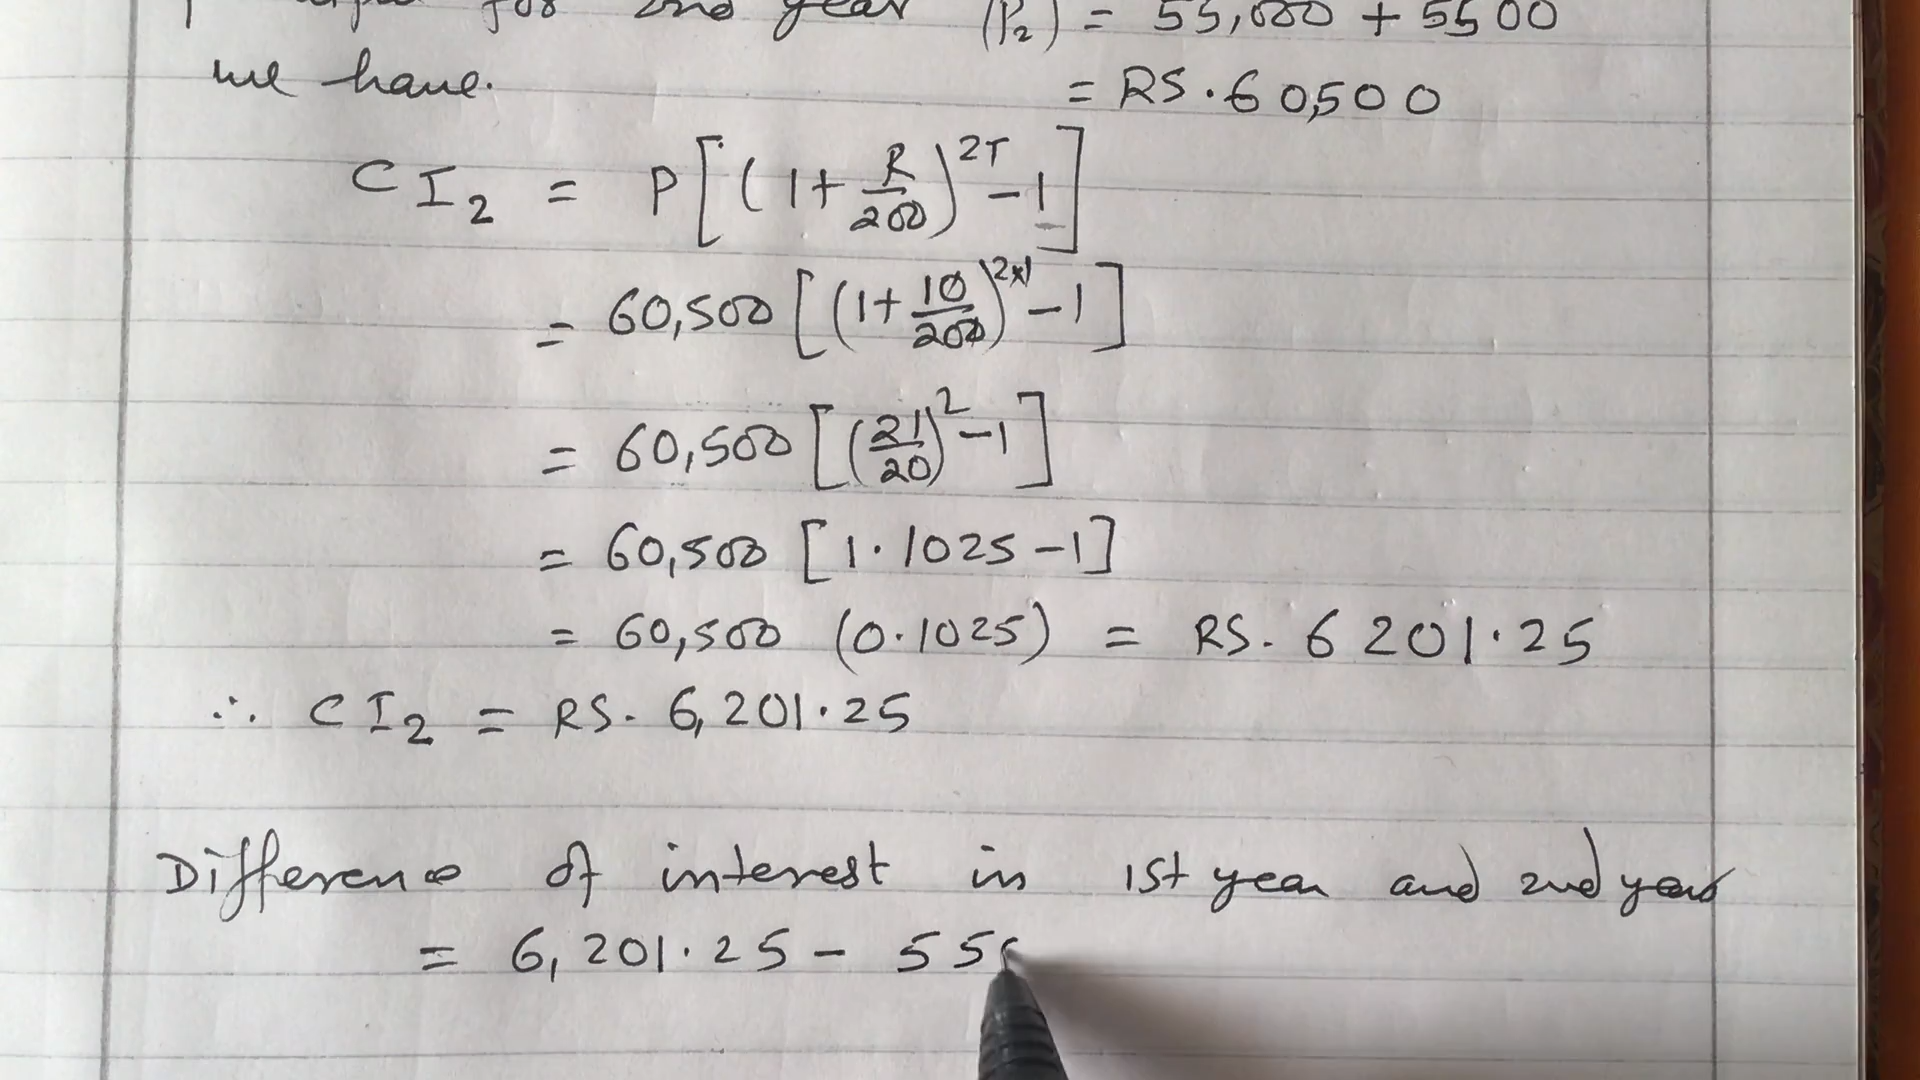 for 2nd year (P₂) = 55,000 + 5500
we have. = RS. 60,500
CI₂ = P[(1+R/200)^2T - 1]
= 60,500 [(1+10/200)^2×1 - 1]
= 60,500 [(21/20)^2 - 1]
= 60,500 [1.1025 - 1]
= 60,500 (0.1025) = RS. 6201.25
∴ CI₂ = RS. 6,201.25
Difference of interest in 1st year and 2nd year
= 6,201.25 - 55